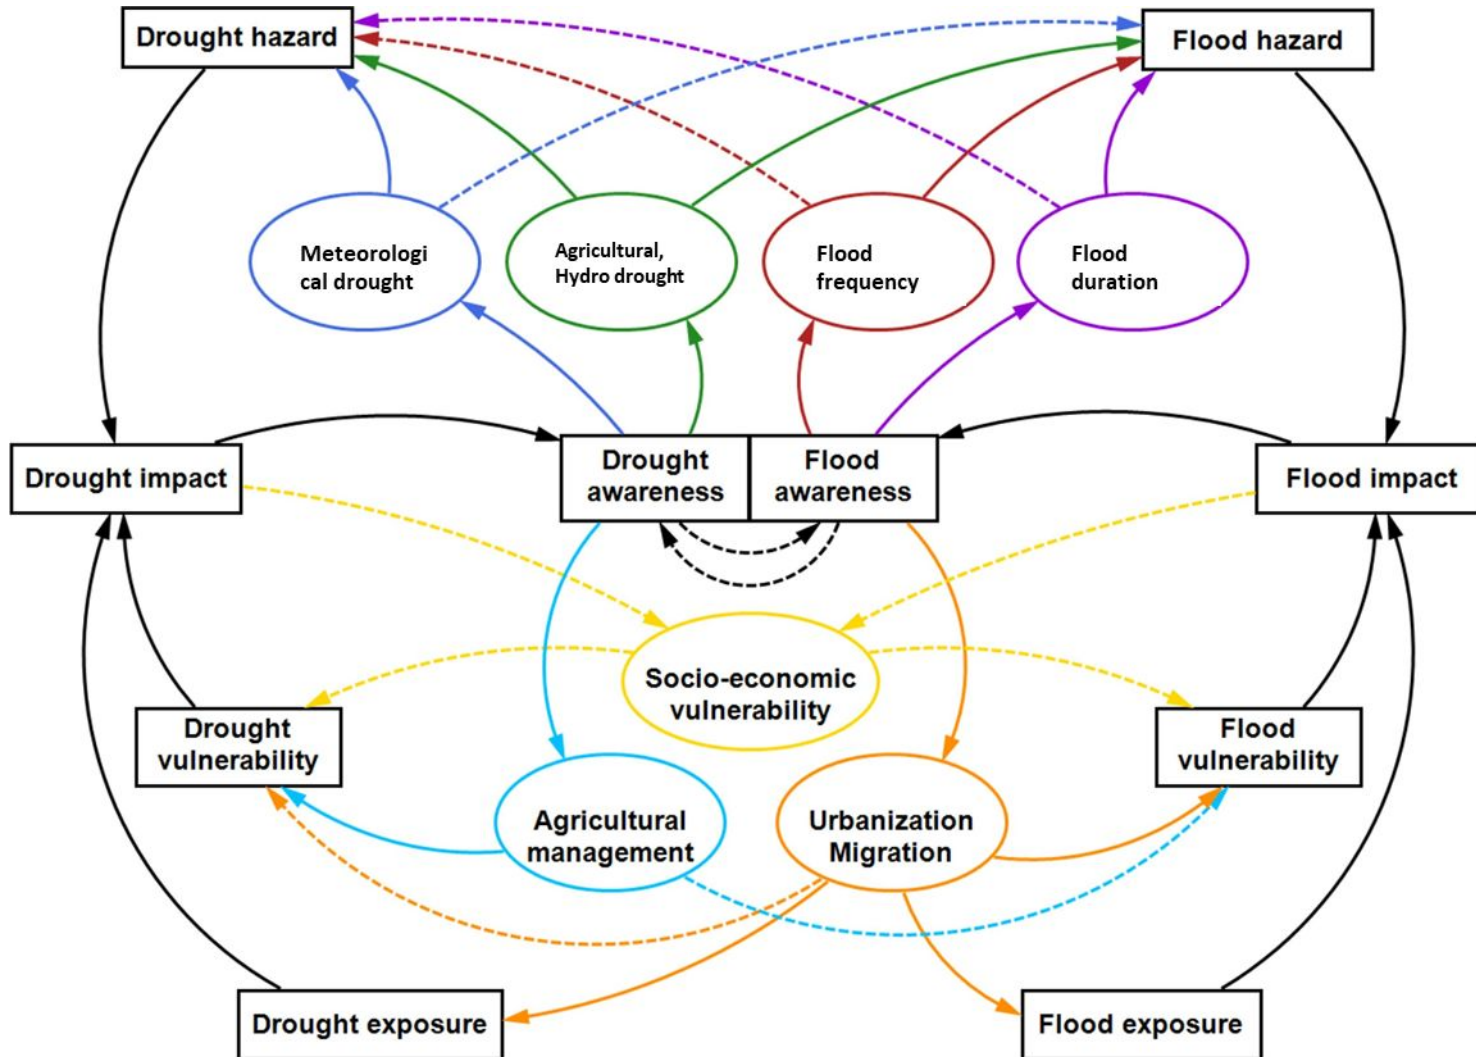 Drought hazard
Flood hazard
Meteorologi
cal drought
Agricultural,
Hydro drought
Flood
frequency
Flood
duration
Drought impact
Drought
awareness
Flood
awareness
Flood impact
Socio-economic
vulnerability
Drought
vulnerability
Flood
vulnerability
Agricultural
management
Urbanization
Migration
Drought exposure
Flood exposure